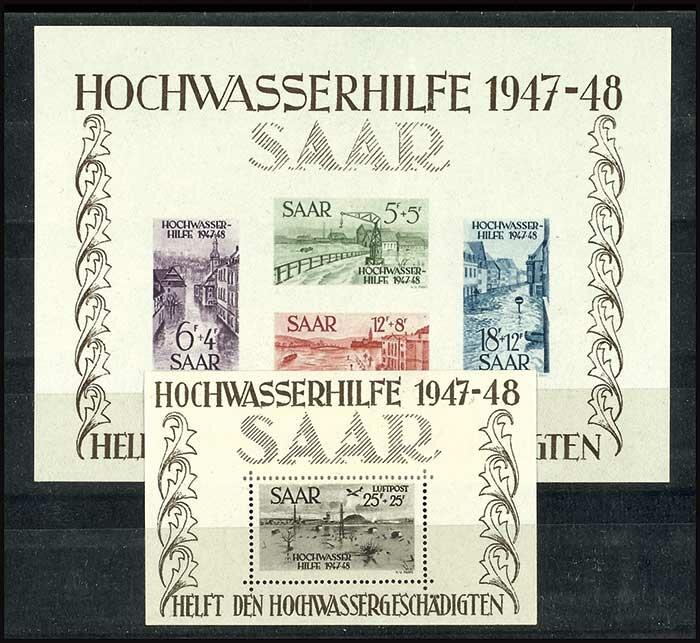 HOCHWASSERHILFE 1947-48
SAAR
HOCHWASSER-
HILFE 1947-48
6F+4F
SAAR
SAAR 5F+5F
HOCHWASSER-
HILFE 1947-48
SAAR 12F+8F
HOCHWASSER-
HILFE 1947-48
18F+12F
SAAR
HELFT
GTEN
HOCHWASSERHILFE 1947-48
SAAR
SAAR LUFTPOST
25F+25F
HOCHWASSER
HILFE 1947-48
HELFT DEN HOCHWASSERGESCHÄDIGTEN